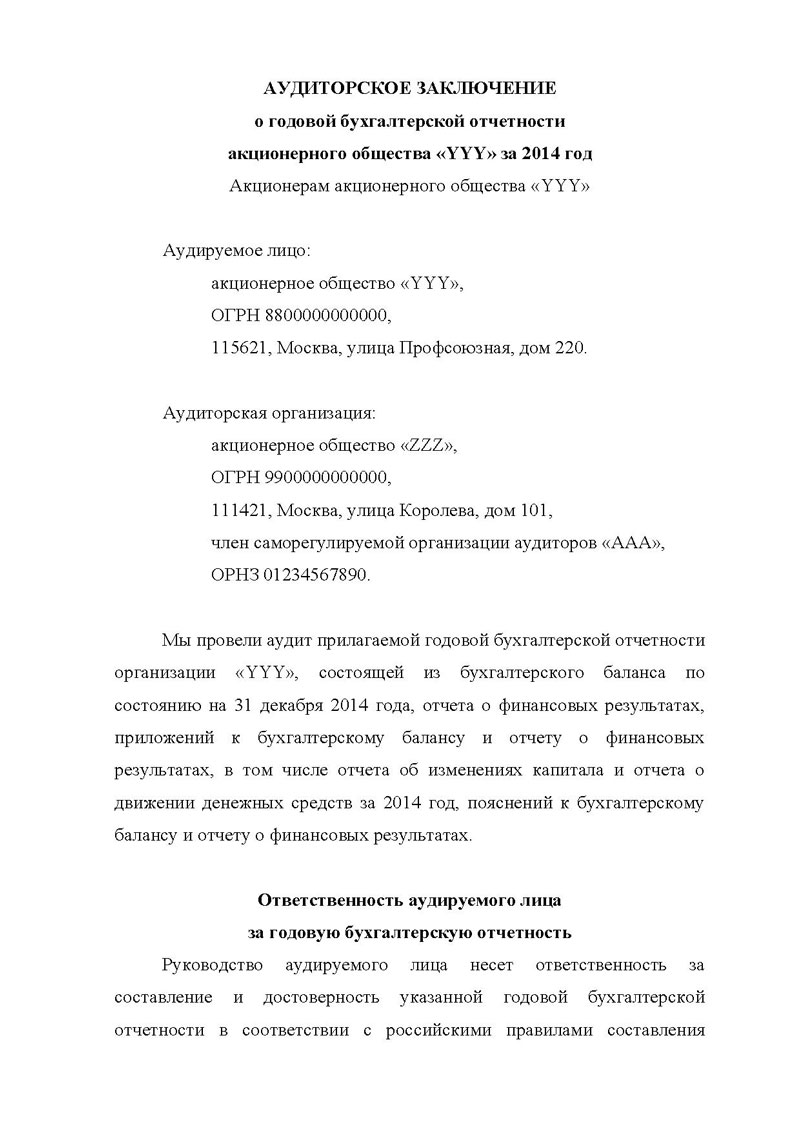 АУДИТОРСКОЕ ЗАКЛЮЧЕНИЕ
о годовой бухгалтерской отчетности
акционерного общества «YYY» за 2014 год
Акционерам акционерного общества «YYY»
Аудируемое лицо:
акционерное общество «YYY»,
ОГРН 8800000000000,
115621, Москва, улица Профсоюзная, дом 220.
Аудиторская организация:
акционерное общество «ZZZ»,
ОГРН 9900000000000,
111421, Москва, улица Королева, дом 101,
член саморегулируемой организации аудиторов «ААА»,
ОРНЗ 01234567890.
Мы провели аудит прилагаемой годовой бухгалтерской отчетности
организации «YYY», состоящей из бухгалтерского баланса по
состоянию на 31 декабря 2014 года, отчета о финансовых результатах,
приложений к бухгалтерскому балансу и отчету о финансовых
результатах, в том числе отчета об изменениях капитала и отчета о
движении денежных средств за 2014 год, пояснений к бухгалтерскому
балансу и отчету о финансовых результатах.
Ответственность аудируемого лица
за годовую бухгалтерскую отчетность
Руководство аудируемого лица несет ответственность за
составление и достоверность указанной годовой бухгалтерской
отчетности в соответствии с российскими правилами составления